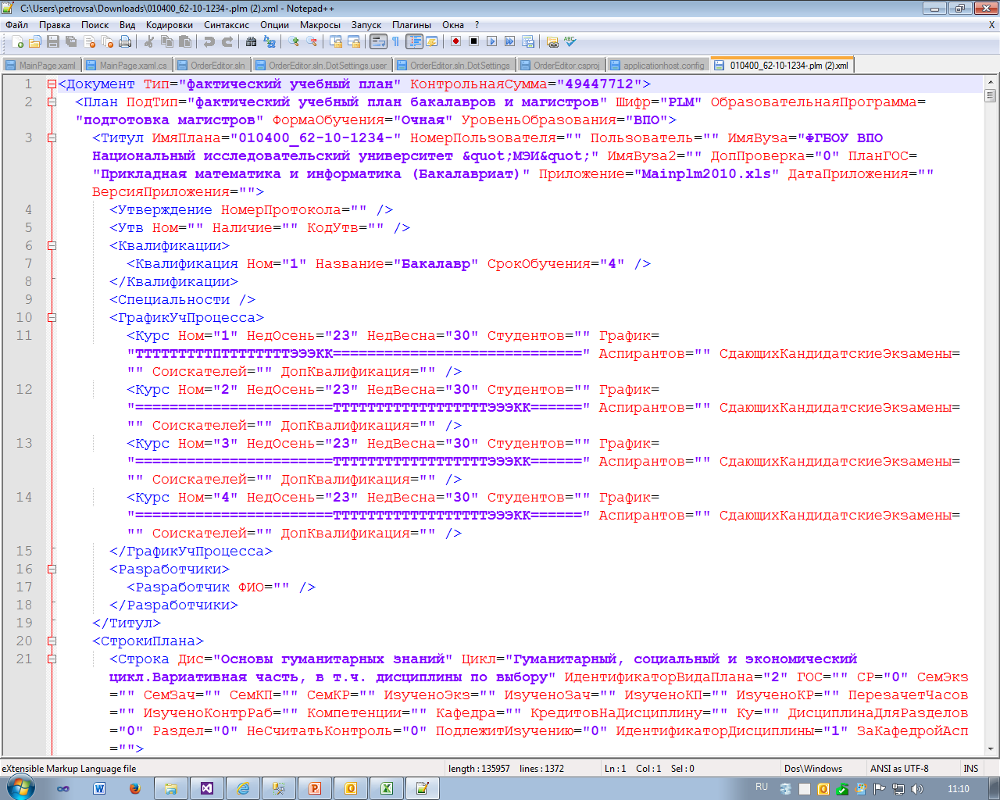 C:\Users\petrovsa\Downloads\010400_62-10-1234-.plm (2).xml - Notepad++
Файл Правка Поиск Вид Кодировки Синтаксис Опции Макросы Запуск Плагины Окна ? X
MainPage.xaml MainPage.xaml.cs OrderEditor.sln OrderEditor.sln.DotSettings.user OrderEditor.sln.DotSettings OrderEditor.csproj applicationhost.config 010400_62-10-1234-.plm (2).xml
1 <Документ Тип="фактический учебный план" КонтрольнаяСумма="49447712">
2 <План ПодТип="фактический учебный план бакалавров и магистров" Шифр="PLM" ОбразовательнаяПрограмма=
"подготовка магистров" ФормаОбучения="Очная" УровеньОбразования="ВПО">
3 <Титул ИмяПлана="010400_62-10-1234-" НомерПользователя="" Пользователь="" ИмяВуза="ФГБОУ ВПО
Национальный исследовательский университет &quot;МЭИ&quot;" ИмяВуза2="" ДопПроверка="0" ПланГОС=
"Прикладная математика и информатика (Бакалавриат)" Приложение="Mainplm2010.xls" ДатаПриложения=""
ВерсияПриложения="">
4 <Утверждение НомерПротокола="" />
5 <Утв Ном="" Наличие="" КодУтв="" />
6 <Квалификации>
7 <Квалификация Ном="1" Название="Бакалавр" СрокОбучения="4" />
8 </Квалификации>
9 <Специальности />
10 <ГрафикУчПроцесса>
11 <Курс Ном="1" НедОсень="23" НедВесна="30" Студентов="" График=
"ТТТТТТТТТПТТТТТТТТЭЭЭКК=============================" Аспирантов="" СдающихКандидатскиеЭкзамены=
"" Соискателей="" ДопКвалификация="" />
12 <Курс Ном="2" НедОсень="23" НедВесна="30" Студентов="" График=
"=======================ТТТТТТТТТТТТТТТТТТЭЭЭКК======" Аспирантов="" СдающихКандидатскиеЭкзамены=
"" Соискателей="" ДопКвалификация="" />
13 <Курс Ном="3" НедОсень="23" НедВесна="30" Студентов="" График=
"=======================ТТТТТТТТТТТТТТТТТТЭЭЭКК======" Аспирантов="" СдающихКандидатскиеЭкзамены=
"" Соискателей="" ДопКвалификация="" />
14 <Курс Ном="4" НедОсень="23" НедВесна="30" Студентов="" График=
"=======================ТТТТТТТТТТТТТТТТТТЭЭЭКК======" Аспирантов="" СдающихКандидатскиеЭкзамены=
"" Соискателей="" ДопКвалификация="" />
15 </ГрафикУчПроцесса>
16 <Разработчики>
17 <Разработчик ФИО="" />
18 </Разработчики>
19 </Титул>
20 <СтрокиПлана>
21 <Строка Дис="Основы гуманитарных знаний" Цикл="Гуманитарный, социальный и экономический
цикл.Вариативная часть, в т.ч. дисциплины по выбору" ИдентификаторВидаПлана="2" ГОС="" СР="0" СемЭкз
="" СемЗач="" СемКП="" СемКР="" ИзученоЭкз="" ИзученоЗач="" ИзученоКП="" ИзученоКР="" ПерезачетЧасов
="" ИзученоКонтрРаб="" Компетенции="" Кафедра="" КредитовНаДисциплину="" Ку="" ДисциплинаДляРазделов
="0" Раздел="0" НеСчитатьКонтроль="0" ПодлежитИзучению="0" ИдентификаторДисциплины="1" ЗаКафедройАсп
="">
eXtensible Markup Language file length : 135957 lines : 1372 Ln : 1 Col : 1 Sel : 0 Dos\Windows ANSI as UTF-8 INS
RU 11:10